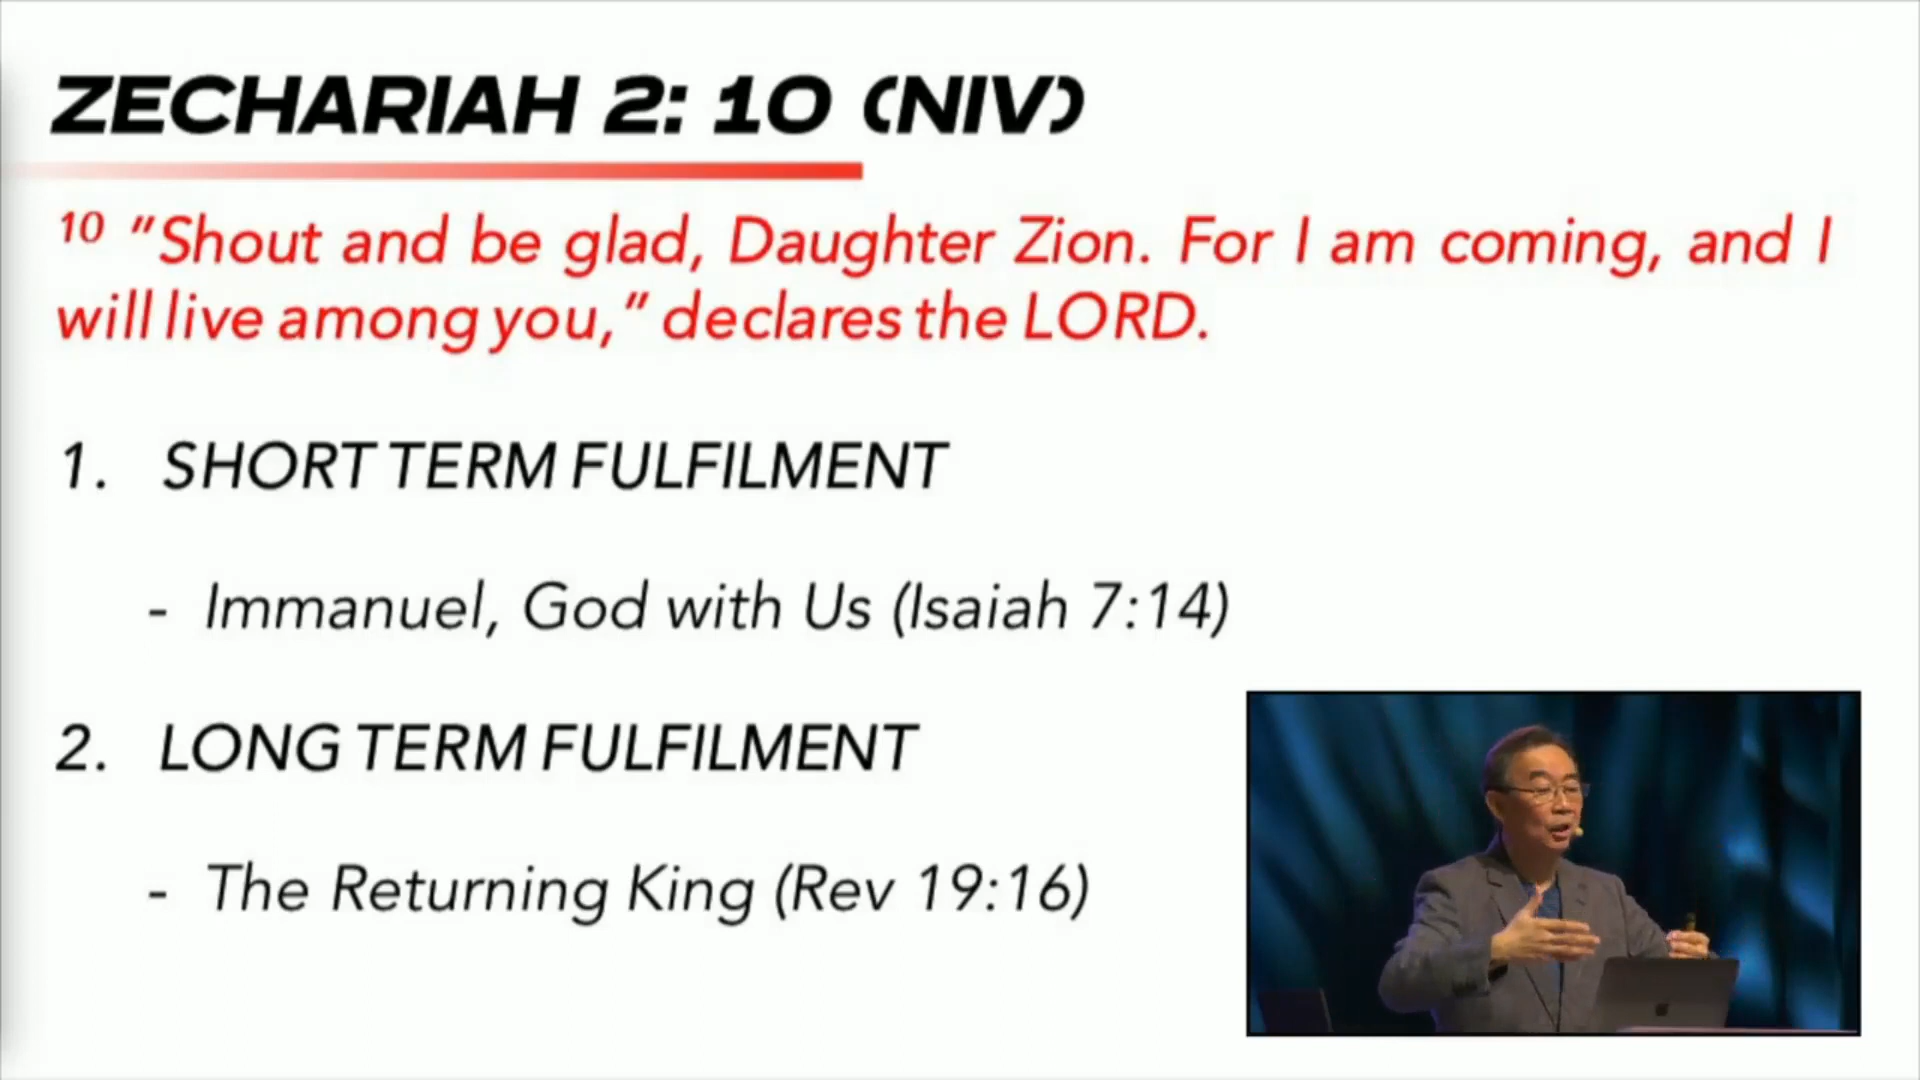 ZECHARIAH 2: 10 (NIV)
10 "Shout and be glad, Daughter Zion. For I am coming, and I
will live among you," declares the LORD.
1. SHORT TERM FULFILMENT
- Immanuel, God with Us (Isaiah 7:14)
2. LONG TERM FULFILMENT
- The Returning King (Rev 19:16)